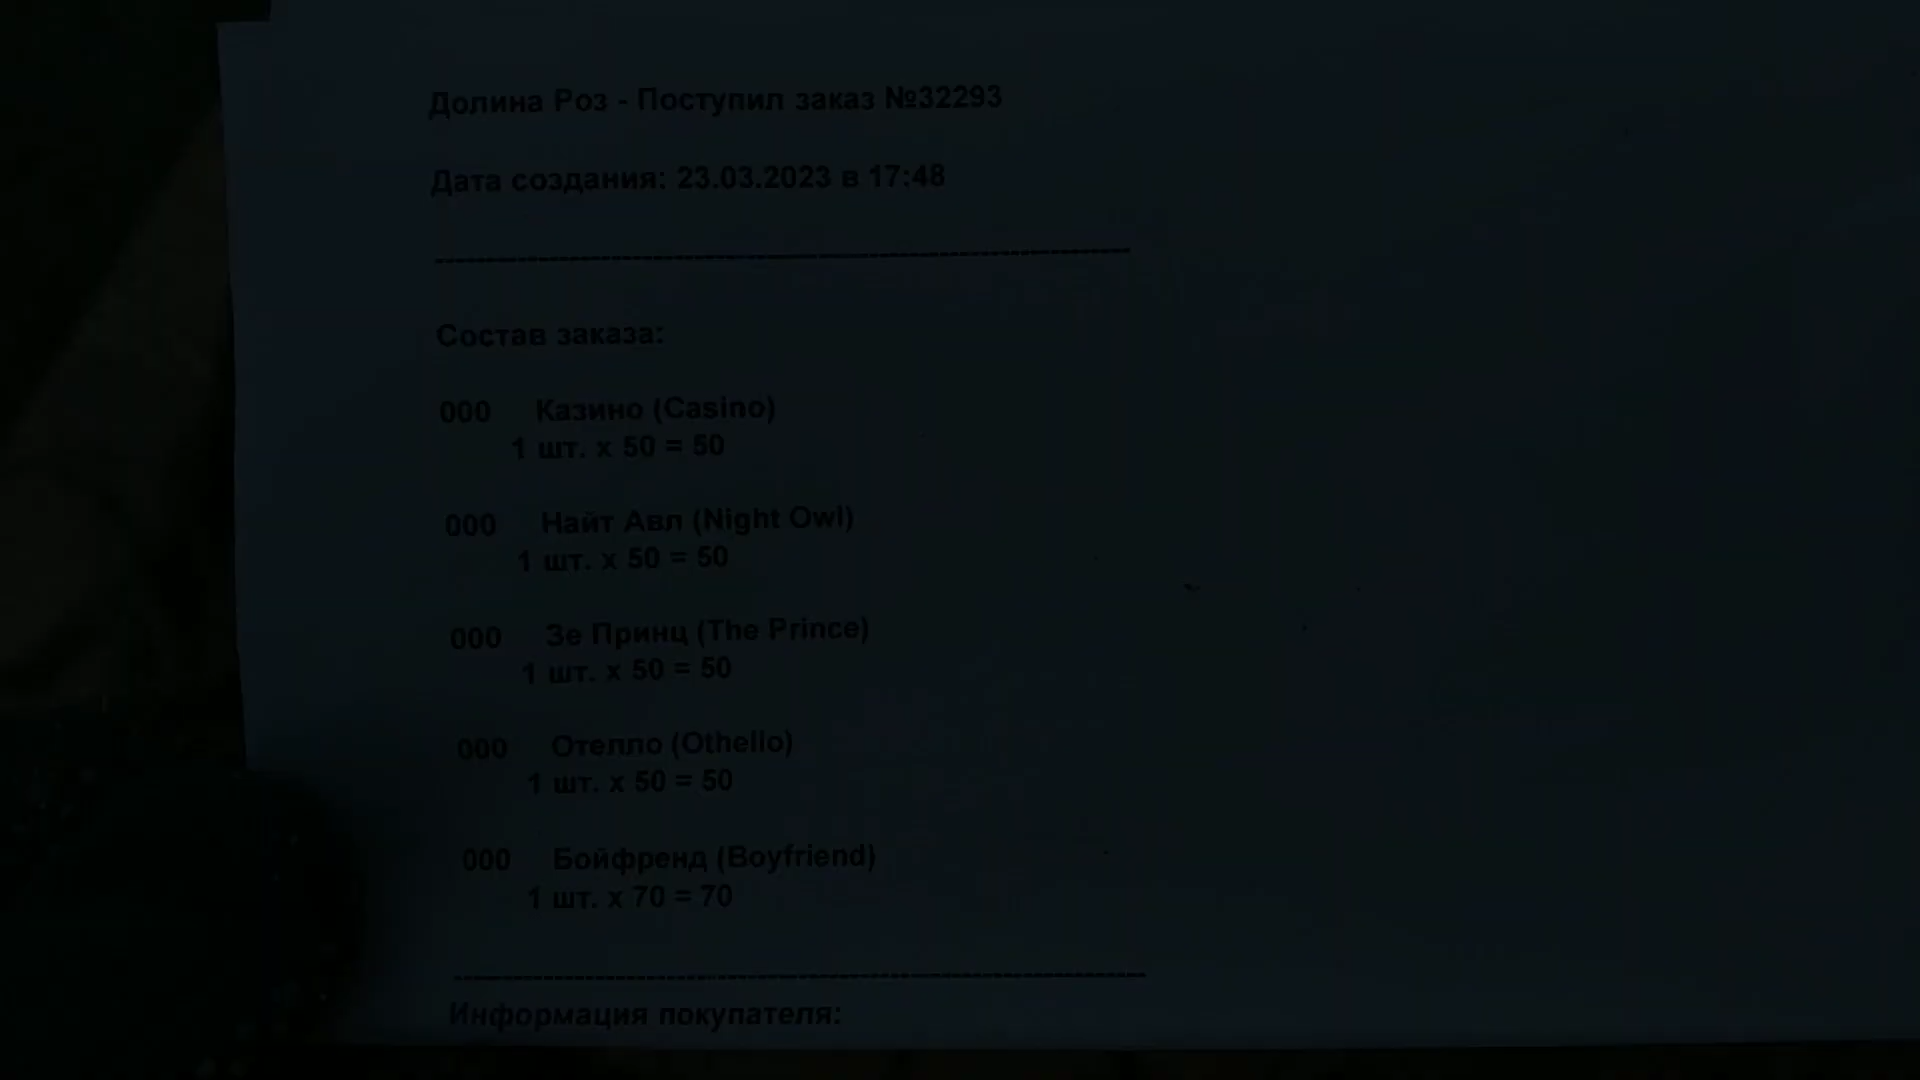 Долина Роз - Поступил заказ №32293
Дата создания: 23.03.2023 в 17:48
Состав заказа:
000 Казино (Casino)
1 шт. x 50 = 50
000 Найт Авл (Night Owl)
1 шт. x 50 = 50
000 Зе Принц (The Prince)
1 шт. x 50 = 50
000 Отелло (Othello)
1 шт. x 50 = 50
000 Бойфренд (Boyfriend)
1 шт. x 70 = 70
Информация покупателя: